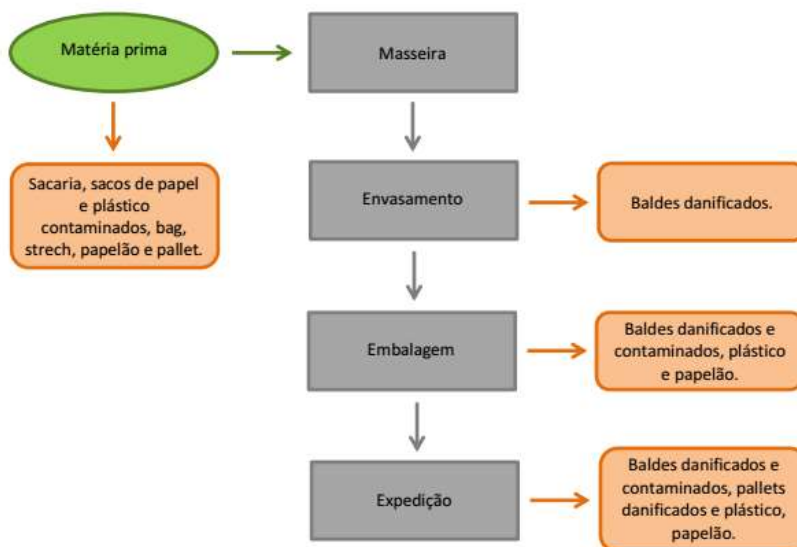 Matéria prima
Masseira
Sacaria, sacos de papel
e plástico
contaminados, bag,
strech, papelão e pallet.
Envasamento
Baldes danificados.
Embalagem
Baldes danificados e
contaminados, plástico
e papelão.
Expedição
Baldes danificados e
contaminados, pallets
danificados e plástico,
papelão.